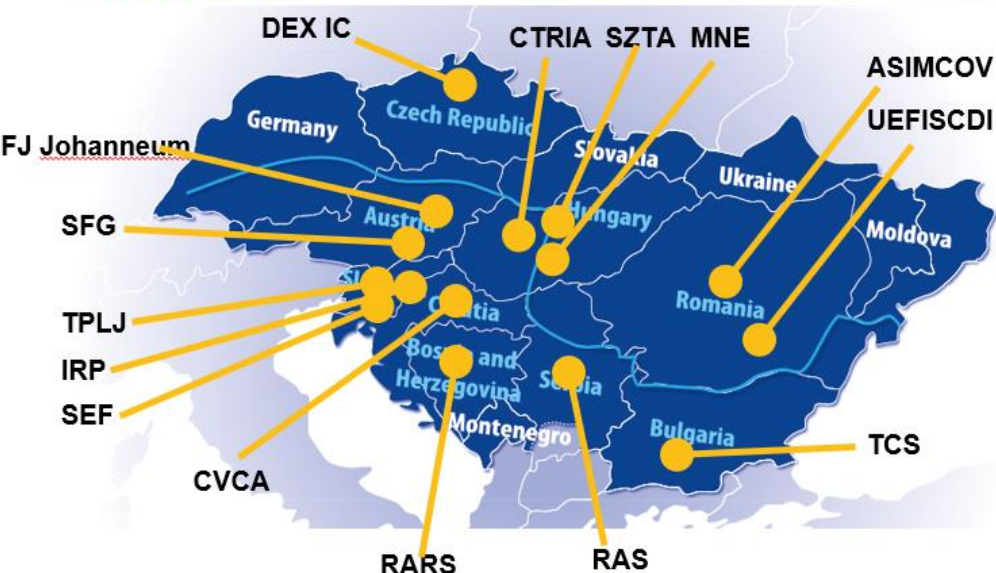 DEX IC
CTRIA SZTA MNE
ASIMCOV
UEFISCDI
Germany
Czech Republic
FJ Johanneum
Slovakia
Ukraine
SFG
Austria
Hungary
Moldova
TPLJ
Romania
IRP
Bosnia and
Herzegovina
Serbia
SEF
Montenegro
Bulgaria
TCS
CVCA
RARS
RAS